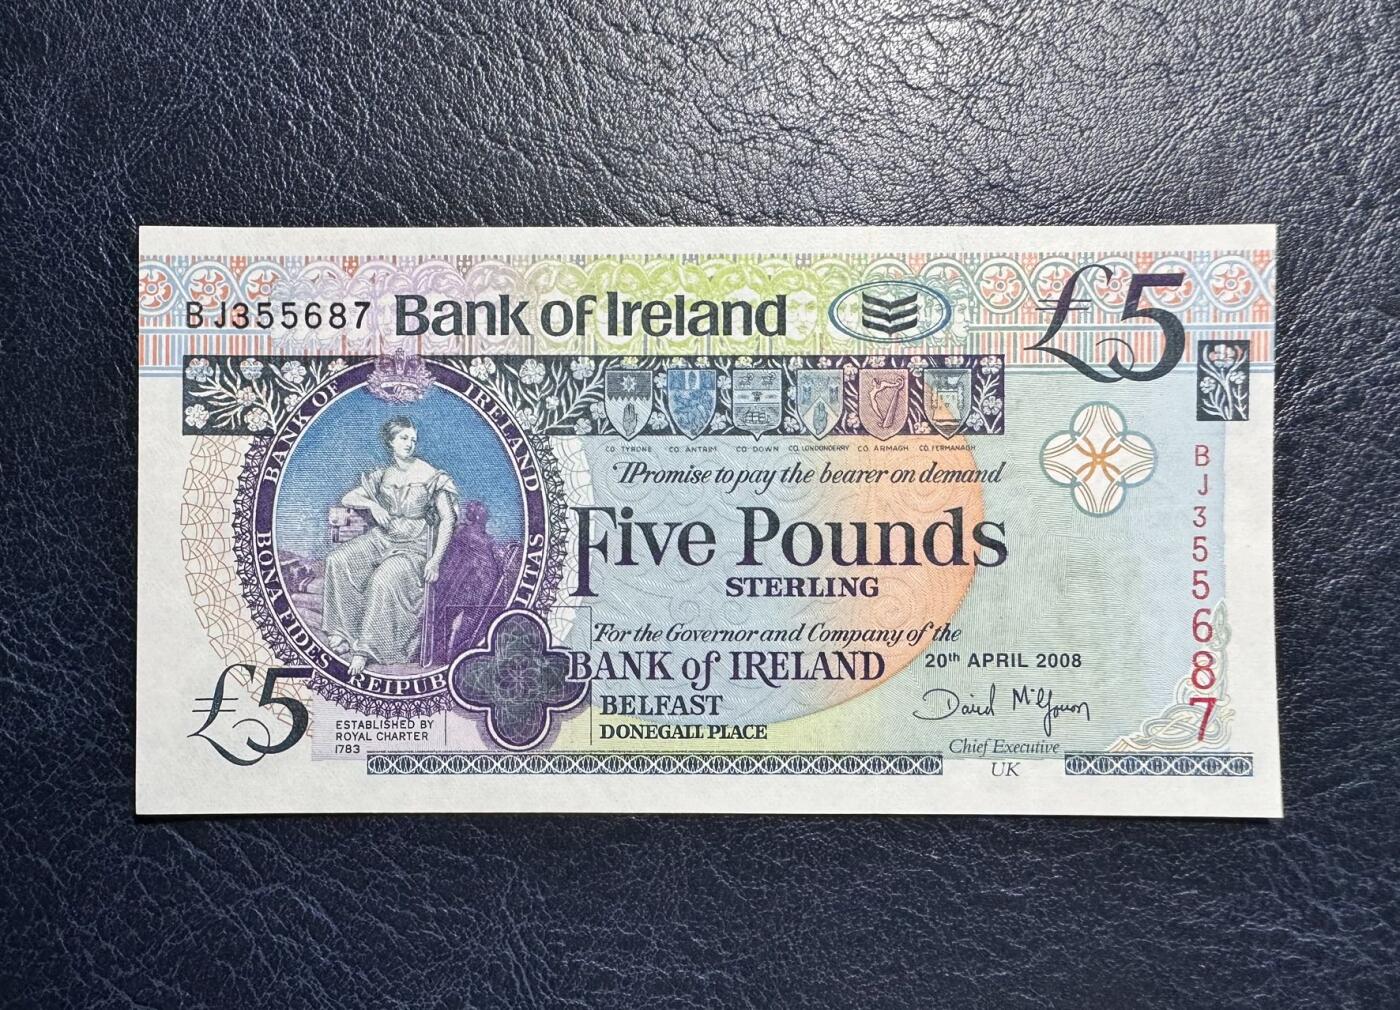 BJ355687
Bank of Ireland
£5
BANK OF IRELAND
BONA FIDES REIPUB LITAS
CO TYRONE CO. ANTRIM CO DOWN CO. LONDONDERRY CO. ARMAGH CO. FERMANAGH
I Promise to pay the bearer on demand
Five Pounds
STERLING
For the Governor and Company of the
BANK of IRELAND
20th APRIL 2008
BELFAST
DONEGALL PLACE
David McGowan
Chief Executive
UK
£5
ESTABLISHED BY
ROYAL CHARTER
1783
BJ355687